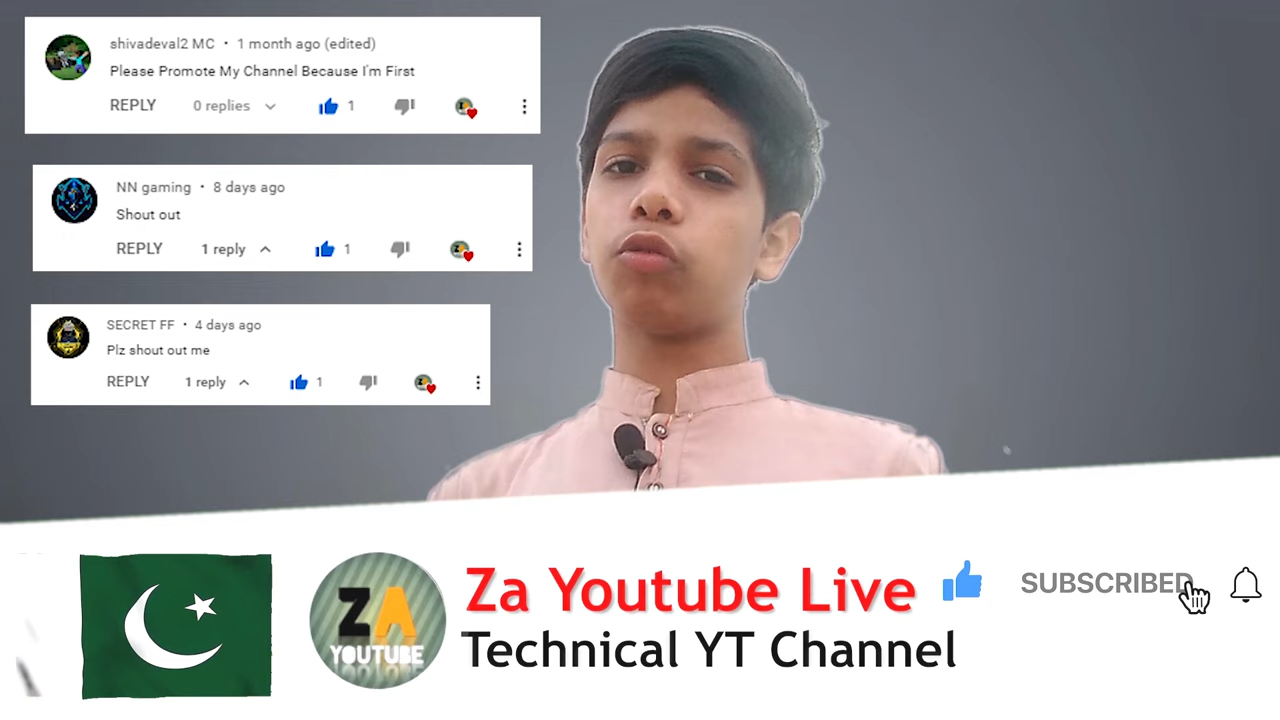 shivadeval2 MC • 1 month ago (edited)
Please Promote My Channel Because I'm First
REPLY 0 replies 1
NN gaming • 8 days ago
Shout out
REPLY 1 reply 1
SECRET FF • 4 days ago
Plz shout out me
REPLY 1 reply 1
ZA
YOUTUBE
Za Youtube Live
Technical YT Channel
SUBSCRIBED